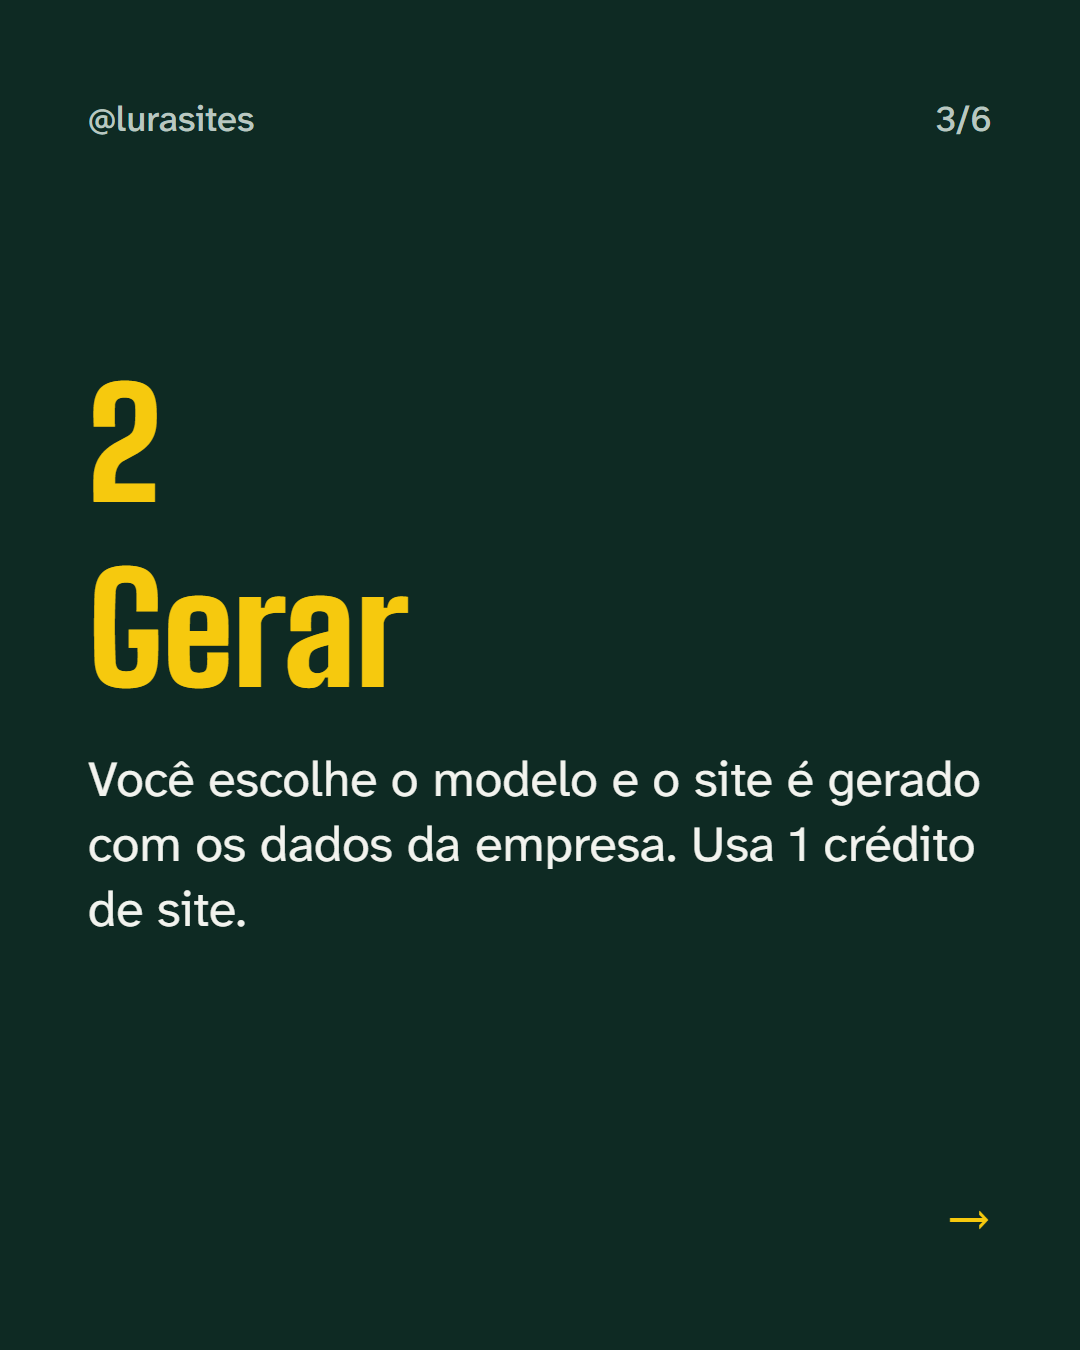 @lurasites
3/6
2
Gerar
Você escolhe o modelo e o site é gerado
com os dados da empresa. Usa 1 crédito
de site.
→